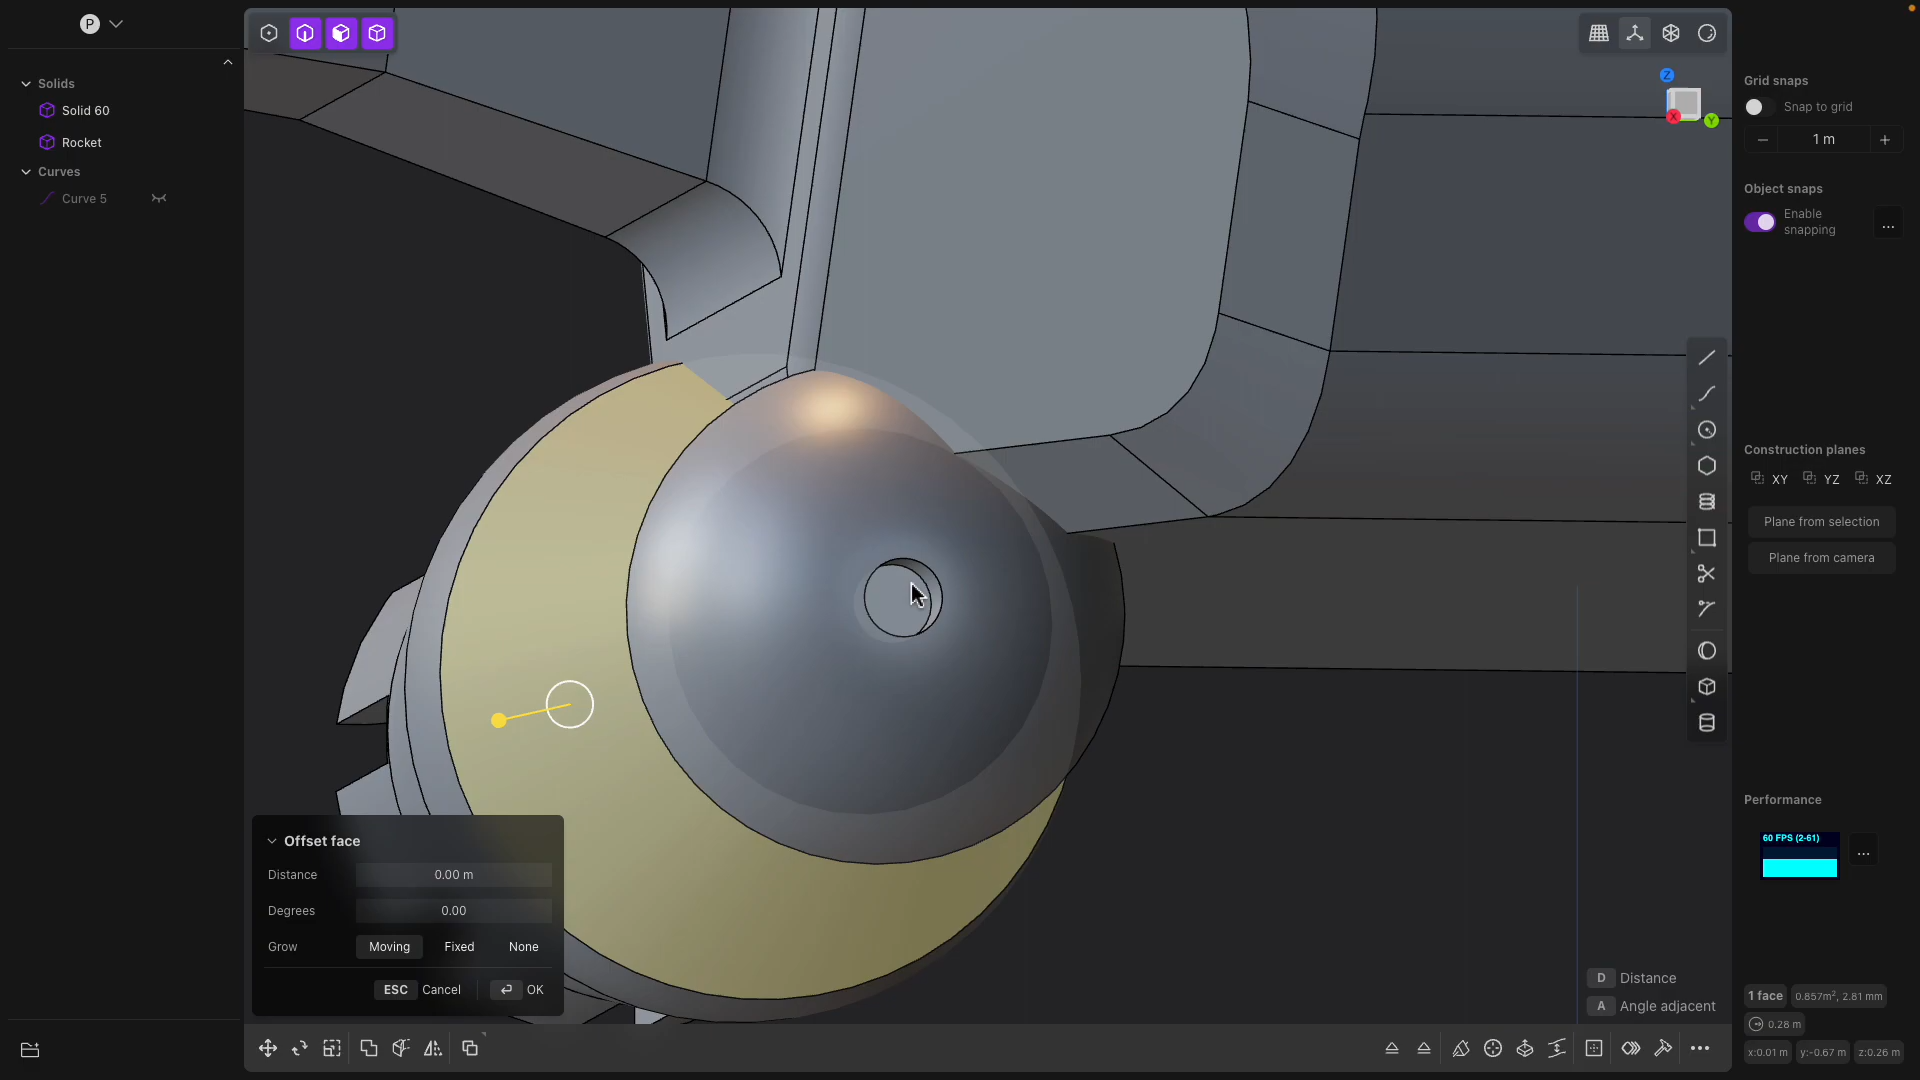 P
Solids
Solid 60
Rocket
Curves
Curve 5
Z
X
Y
Grid snaps
Snap to grid
1 m
Object snaps
Enable
snapping
...
Construction planes
XY YZ XZ
Plane from selection
Plane from camera
Performance
60 FPS (2-61)
...
Offset face
Distance 0.00 m
Degrees 0.00
Grow Moving Fixed None
ESC Cancel OK
D Distance
A Angle adjacent
1 face 0.857m², 2.81 mm
0.28 m
x:0.01 m y:-0.67 m z:0.26 m